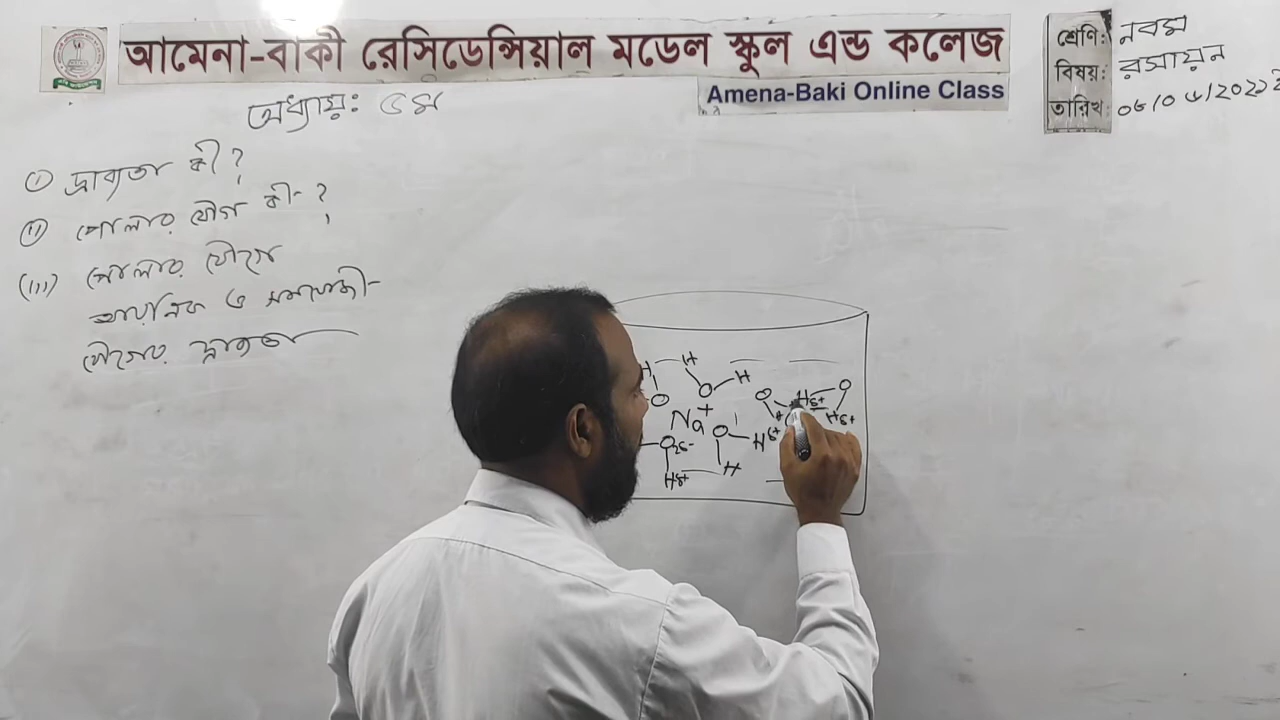 আমেনা-বাকী রেসিডেন্সিয়াল মডেল স্কুল এন্ড কলেজ
Amena-Baki Online Class
শ্রেণি: নবম
বিষয়: রসায়ন
তারিখ:
অধ্যায়: ৫ম
(i) দ্রাব্যতা কী?
(ii) পোলার যৌগ কী?
(iii) পোলার যৌগে
আয়নিক ও সমযোজী
যৌগের দ্রাব্যতা
H H
O O H O H δ+ O
Na + H δ+
O 2δ- O H δ+
H δ+ H